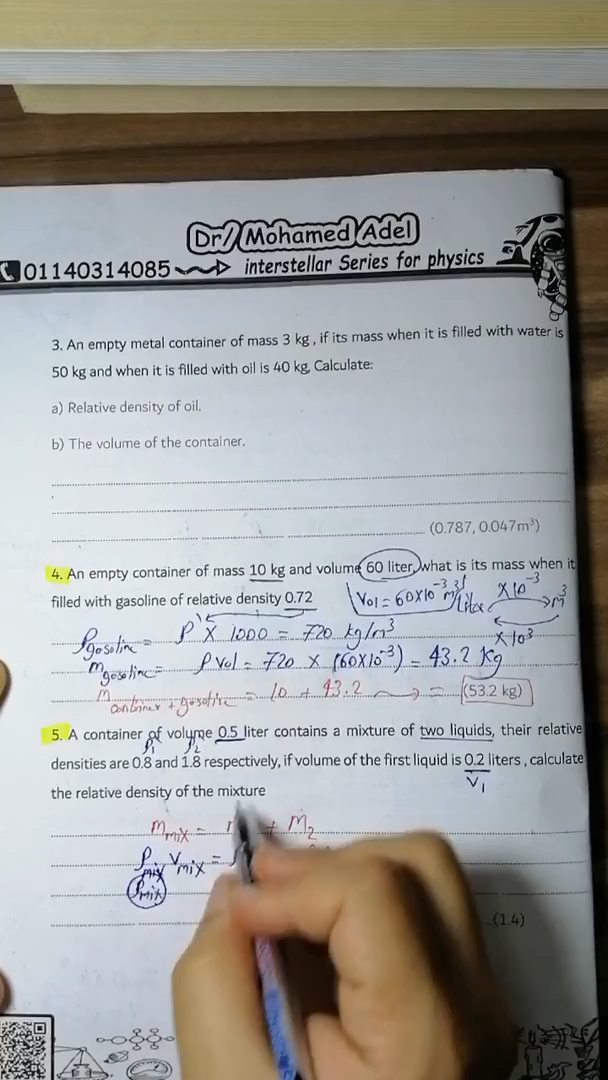 Dr/ Mohamed Adel
01140314085 interstellar Series for physics
3. An empty metal container of mass 3 kg , if its mass when it is filled with water is
50 kg and when it is filled with oil is 40 kg, Calculate:
a) Relative density of oil.
b) The volume of the container.
(0.787, 0.047m³)
4. An empty container of mass 10 kg and volume 60 liter, what is its mass when it
filled with gasoline of relative density 0.72
Vol = 60x10⁻³ m³
Liter x10⁻³ m³
x10³
ρgasoline = ρ' x 1000 = 720 kg/m³
mgasoline = ρ Vol = 720 x (60x10⁻³) = 43.2 kg
m container + gasoline = 10 + 43.2 = (53.2 kg)
5. A container of volume 0.5 liter contains a mixture of two liquids, their relative
ρ₁ ρ₂
densities are 0.8 and 1.8 respectively, if volume of the first liquid is 0.2 liters , calculate
V₁
the relative density of the mixture
mmix = + m₂
ρmix Vmix =
ρmix
(1.4)